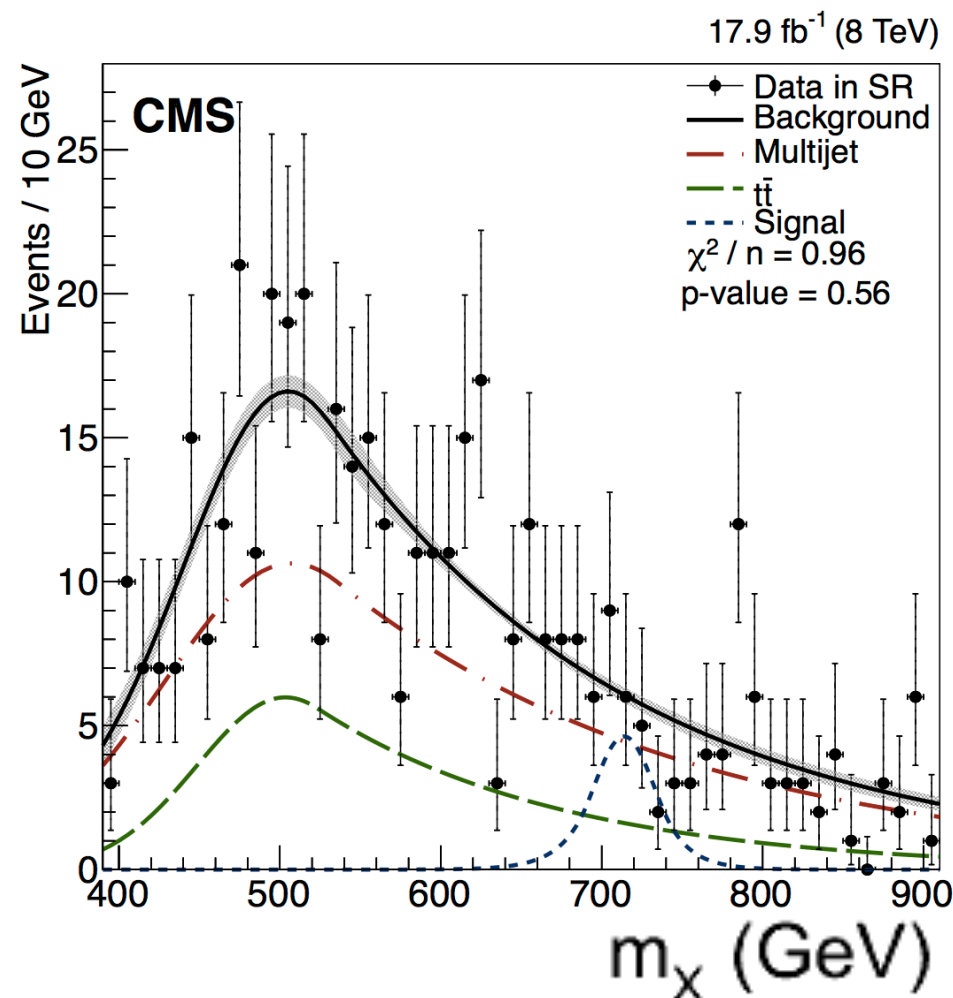 17.9 fb⁻¹ (8 TeV)
CMS
Data in SR
Background
Multijet
tt̄
Signal
χ² / n = 0.96
p-value = 0.56
Events / 10 GeV
25
20
15
10
5
0
400 500 600 700 800 900
mₓ (GeV)